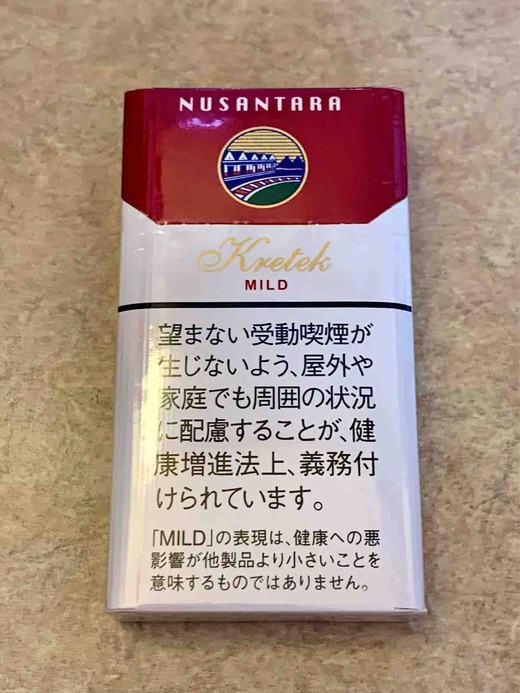 NUSANTARA
Kretek
MILD
望まない受動喫煙が
生じないよう、屋外や
家庭でも周囲の状況
に配慮することが、健
康増進法上、義務付
けられています。
「MILD」の表現は、健康への悪
影響が他製品より小さいことを
意味するものではありません。